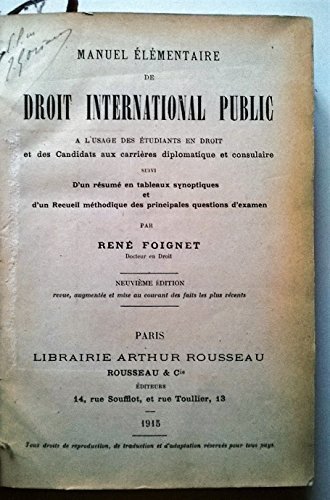 MANUEL ÉLÉMENTAIRE
DE
DROIT INTERNATIONAL PUBLIC
A L'USAGE DES ÉTUDIANTS EN DROIT
et des Candidats aux carrières diplomatique et consulaire
SUIVI
D'un résumé en tableaux synoptiques
et
d'un Recueil méthodique des principales questions d'examen
PAR
RENÉ FOIGNET
Docteur en Droit
NEUVIÈME ÉDITION
revue, augmentée et mise au courant des faits les plus récents
PARIS
LIBRAIRIE ARTHUR ROUSSEAU
ROUSSEAU & Cie
ÉDITEURS
14, rue Soufflot, et rue Toullier, 13
1915
Tous droits de reproduction, de traduction et d'adaptation réservés pour tous pays.